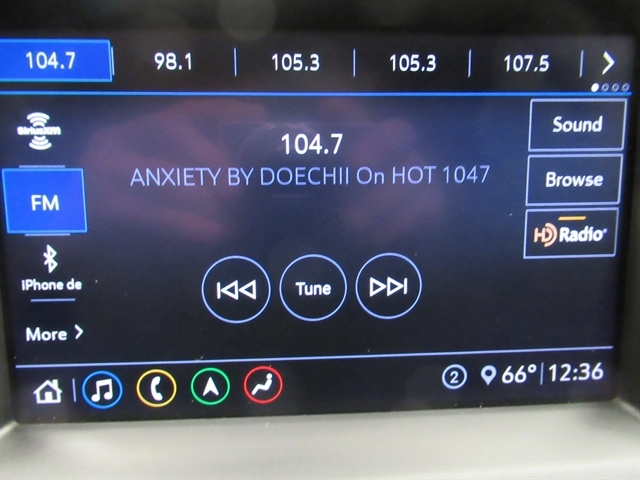 104.7 98.1 105.3 105.3 107.5
SiriusXM
104.7
Sound
ANXIETY BY DOECHII On HOT 1047
Browse
FM
HD Radio
iPhone de
Tune
More
2 66° 12:36